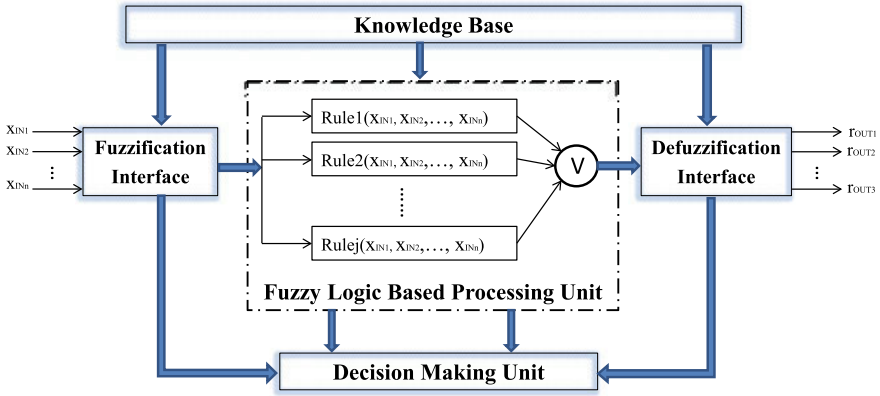 Knowledge Base
xIN1
xIN2
⋮
xINn
Fuzzification
Interface
Rule1(xIN1, xIN2,…, xINn)
Rule2(xIN1, xIN2,…, xINn)
Rulej(xIN1, xIN2,…, xINn)
V
Fuzzy Logic Based Processing Unit
Defuzzification
Interface
rOUT1
rOUT2
⋮
rOUT3
Decision Making Unit